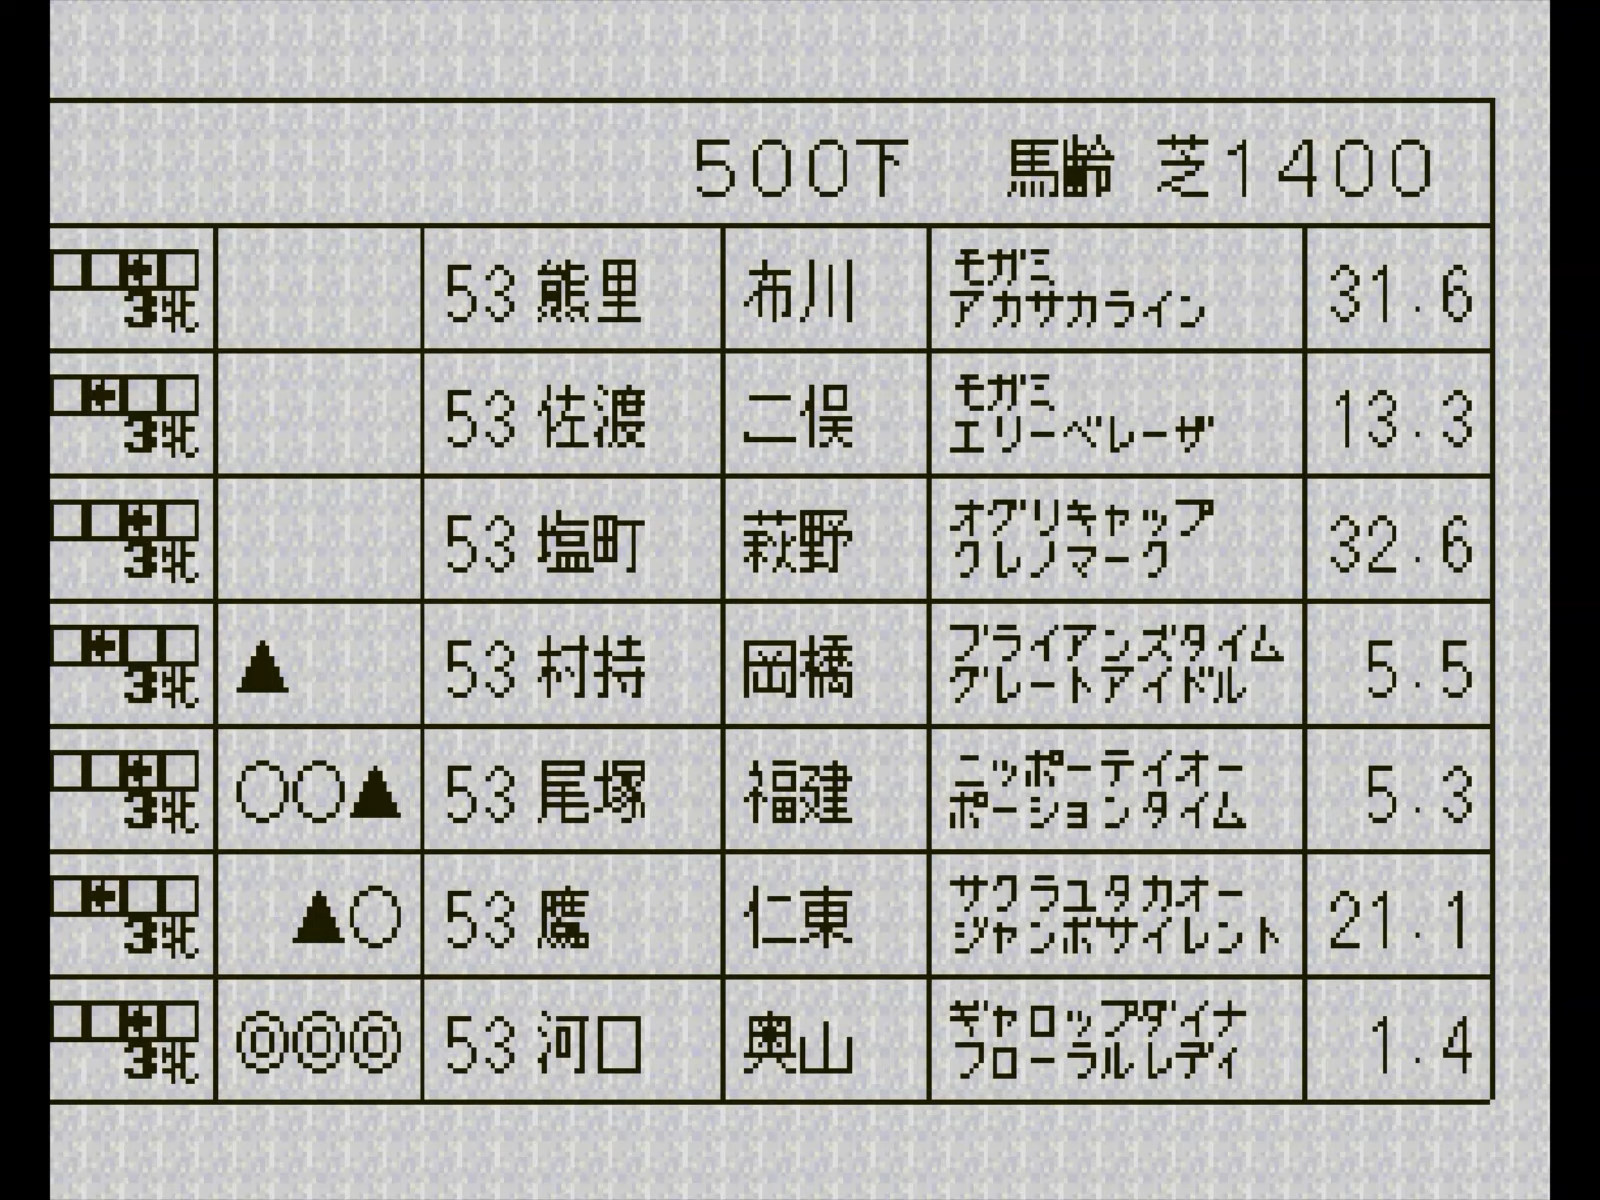 500下 馬齢 芝1400
3牝 53 熊里 布川 モガミ 31.6
アカサカライン
3牝 53 佐渡 二俣 モガミ 13.3
エリーベレーザ
3牝 53 塩町 萩野 オグリキャップ 32.6
クレノマーク
3牝 ▲ 53 村持 岡橋 ブライアンズタイム 5.5
グレートアイドル
3牝 ○○▲ 53 尾塚 福建 ニッポーテイオー 5.3
ポーションタイム
3牝 ▲○ 53 鷹 仁東 サクラユタカオー 21.1
ジャンボサイレント
3牝 ◎◎◎ 53 河口 奥山 ギャロップダイナ 1.4
フローラルレディ